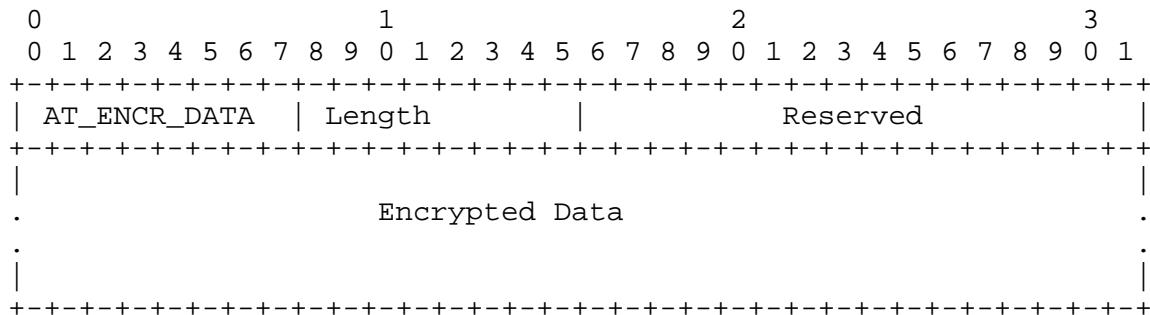 0                   1                   2                   3
 0 1 2 3 4 5 6 7 8 9 0 1 2 3 4 5 6 7 8 9 0 1 2 3 4 5 6 7 8 9 0 1
+-+-+-+-+-+-+-+-+-+-+-+-+-+-+-+-+-+-+-+-+-+-+-+-+-+-+-+-+-+-+-+-+
| AT_ENCR_DATA  | Length        |           Reserved            |
+-+-+-+-+-+-+-+-+-+-+-+-+-+-+-+-+-+-+-+-+-+-+-+-+-+-+-+-+-+-+-+-+
|                                                               |
.                    Encrypted Data                             .
.                                                               .
|                                                               |
+-+-+-+-+-+-+-+-+-+-+-+-+-+-+-+-+-+-+-+-+-+-+-+-+-+-+-+-+-+-+-+-+